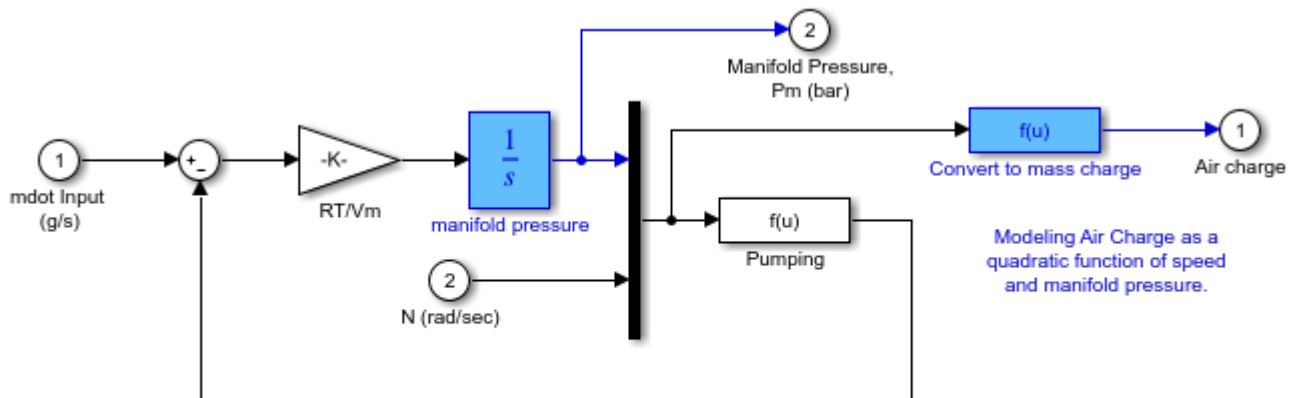 2
Manifold Pressure,
Pm (bar)
1
mdot Input
(g/s)
+
-
-K-
RT/Vm
1
s
manifold pressure
f(u)
Convert to mass charge
1
Air charge
f(u)
Pumping
2
N (rad/sec)
Modeling Air Charge as a
quadratic function of speed
and manifold pressure.